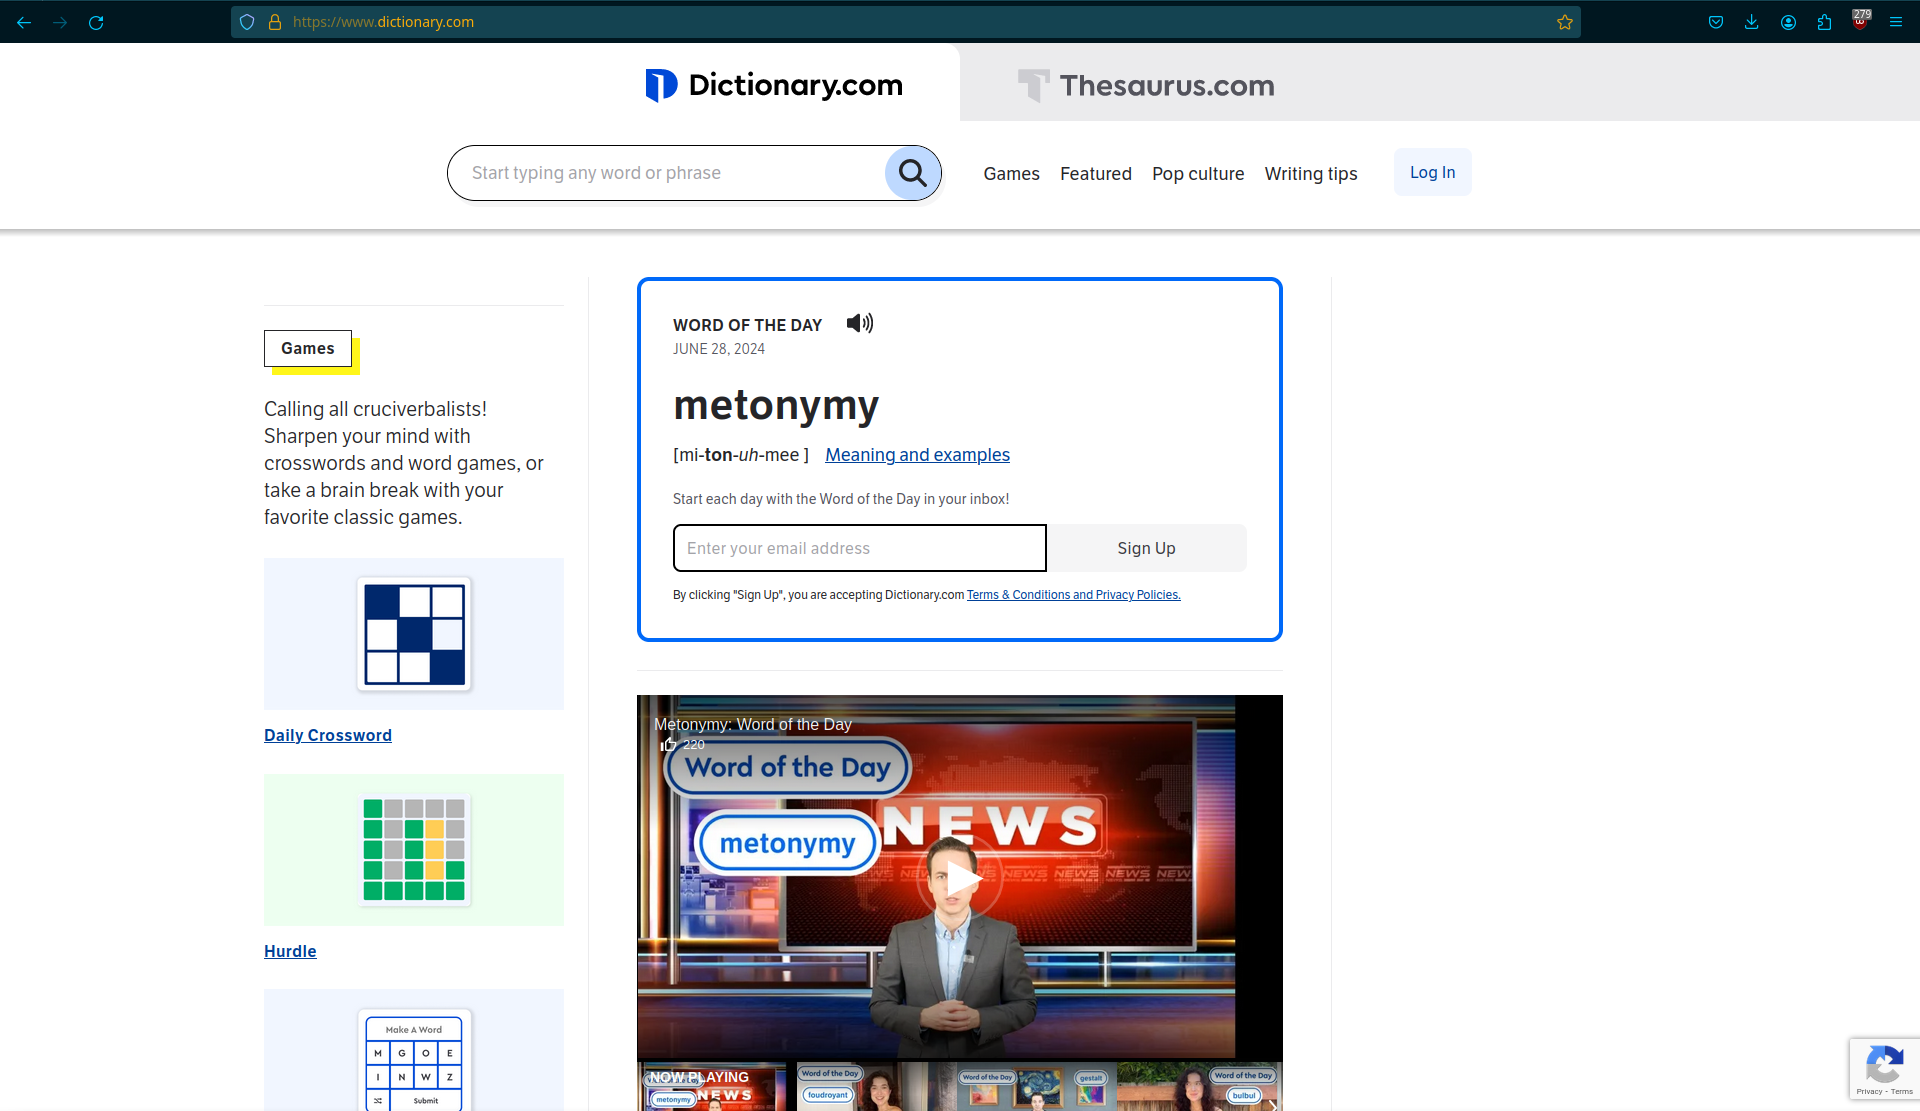 https://www.dictionary.com
279
Dictionary.com
Thesaurus.com
Start typing any word or phrase
Games
Featured
Pop culture
Writing tips
Log In
Games
Calling all cruciverbalists!
Sharpen your mind with
crosswords and word games, or
take a brain break with your
favorite classic games.
Daily Crossword
Hurdle
Make A Word
M G O E
I N W Z
Submit
WORD OF THE DAY
JUNE 28, 2024
metonymy
[mi-ton-uh-mee ] Meaning and examples
Start each day with the Word of the Day in your inbox!
Enter your email address
Sign Up
By clicking "Sign Up", you are accepting Dictionary.com Terms & Conditions and Privacy Policies.
Metonymy: Word of the Day
220
Word of the Day
metonymy
NEWS
NEWS NEWS NEWS NEWS NEW
NOW PLAYING
metonymy
NEWS
Word of the Day
foudroyant
Word of the Day
gestalt
Word of the Day
bulbul
Privacy - Terms